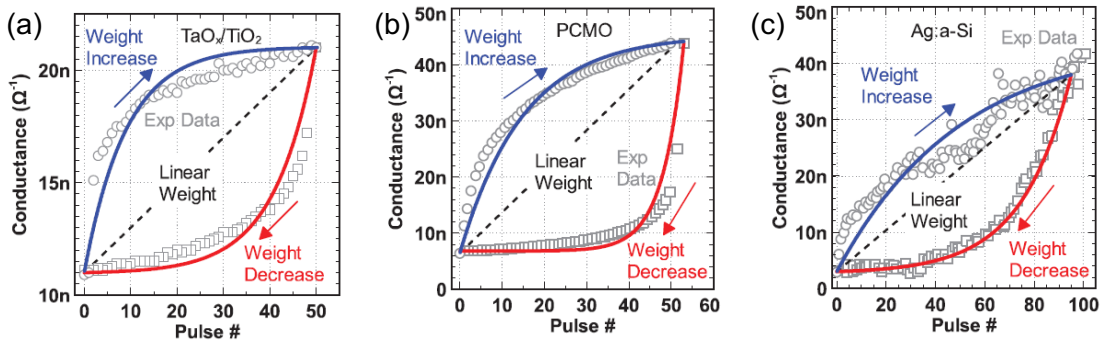 (a)
TaOx/TiO2
Weight
Increase
Exp Data
Linear
Weight
Weight
Decrease
Conductance (Ω⁻¹)
20n
15n
10n
0 10 20 30 40 50
Pulse #
(b)
PCMO
Weight
Increase
Linear
Weight
Exp
Data
Weight
Decrease
Conductance (Ω⁻¹)
50n
40n
30n
20n
10n
0
0 10 20 30 40 50 60
Pulse #
(c)
Ag:a-Si
Exp Data
Weight
Increase
Linear
Weight
Weight
Decrease
Conductance (Ω⁻¹)
50n
40n
30n
20n
10n
0
0 20 40 60 80 100
Pulse #